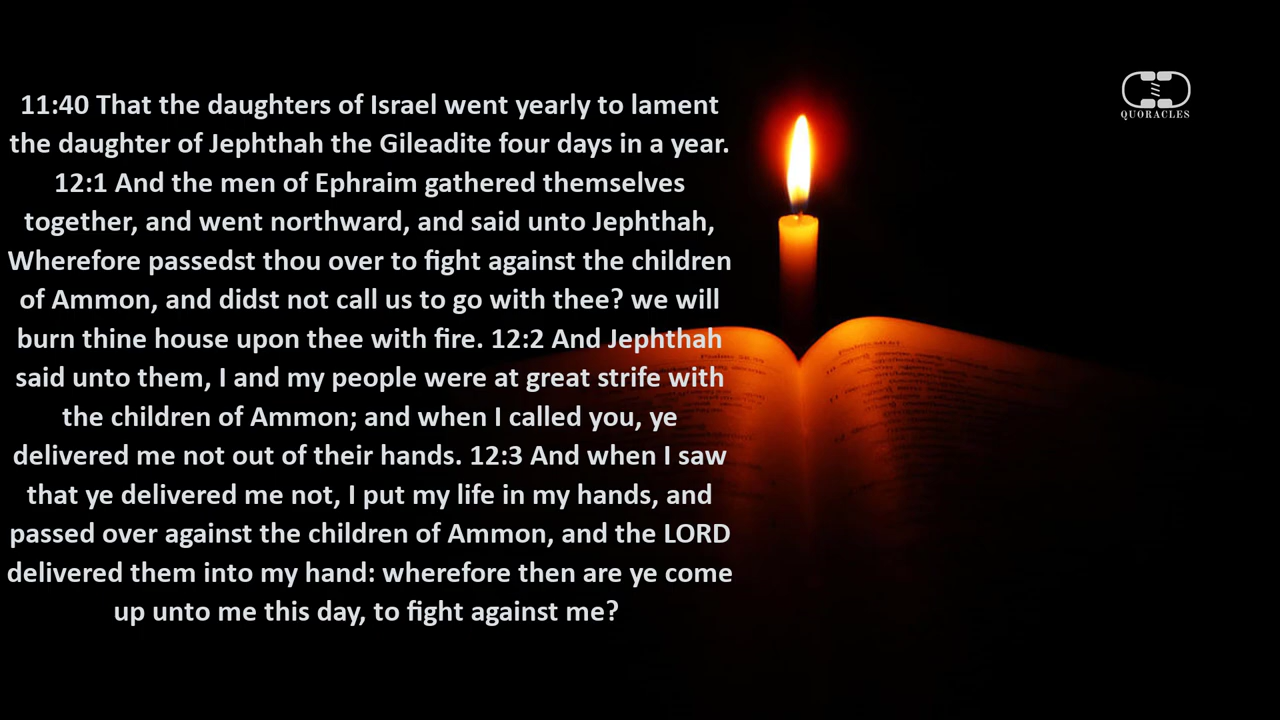 11:40 That the daughters of Israel went yearly to lament
the daughter of Jephthah the Gileadite four days in a year.
12:1 And the men of Ephraim gathered themselves
together, and went northward, and said unto Jephthah,
Wherefore passedst thou over to fight against the children
of Ammon, and didst not call us to go with thee? we will
burn thine house upon thee with fire. 12:2 And Jephthah
said unto them, I and my people were at great strife with
the children of Ammon; and when I called you, ye
delivered me not out of their hands. 12:3 And when I saw
that ye delivered me not, I put my life in my hands, and
passed over against the children of Ammon, and the LORD
delivered them into my hand: wherefore then are ye come
up unto me this day, to fight against me?
QUORACLES